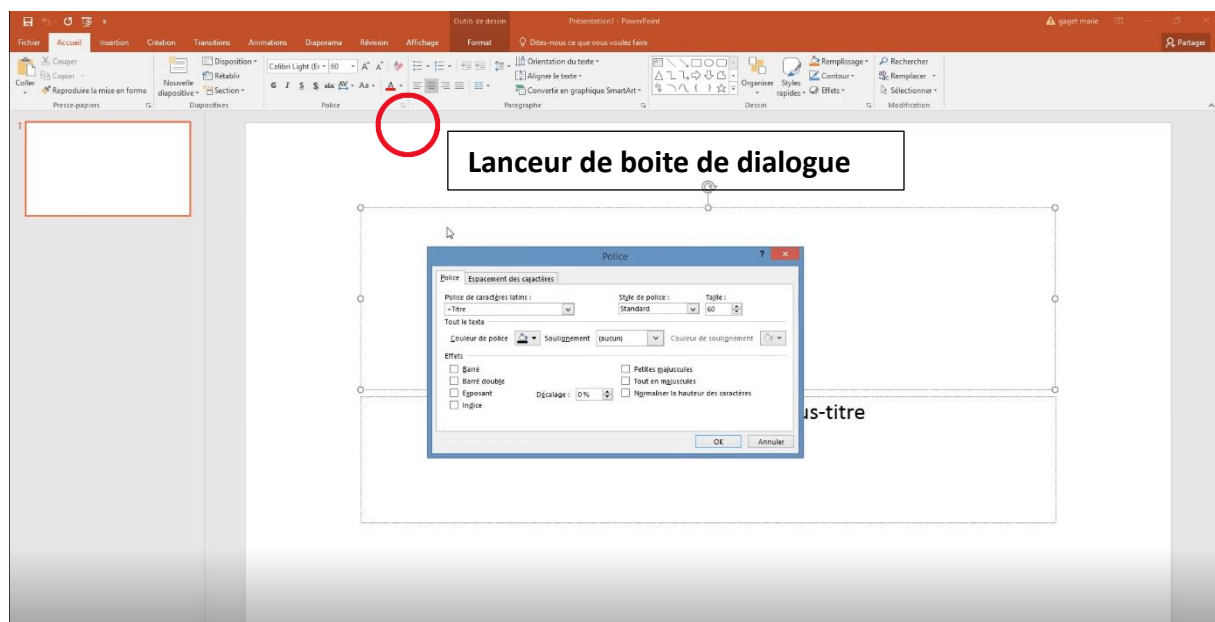 Outils de dessin Présentation1 - PowerPoint gaget marie
Fichier Accueil Insertion Création Transitions Animations Diaporama Révision Affichage Format Dites-nous ce que vous voulez faire Partager
Couper Disposition Calibri Light (Er 60 Orientation du texte Remplissage Rechercher
Copier Rétablir Aligner le texte Contour Remplacer
Coller Reproduire la mise en forme Nouvelle diapositive Section G I S S abc AV Aa A Convertir en graphique SmartArt Organiser Styles rapides Effets Sélectionner
Presse-papiers Diapositives Police Paragraphe Dessin Modification
1
Lanceur de boite de dialogue
Police ?
Police Espacement des caractères
Police de caractères latins : Style de police : Taille :
+Titre Standard 60
Tout le texte
Couleur de police Soulignement (aucun) Couleur de soulignement
Effets
Barré Petites majuscules
Barré double Tout en majuscules
Exposant Décalage : 0 % Normaliser la hauteur des caractères
Indice
us-titre
OK Annuler